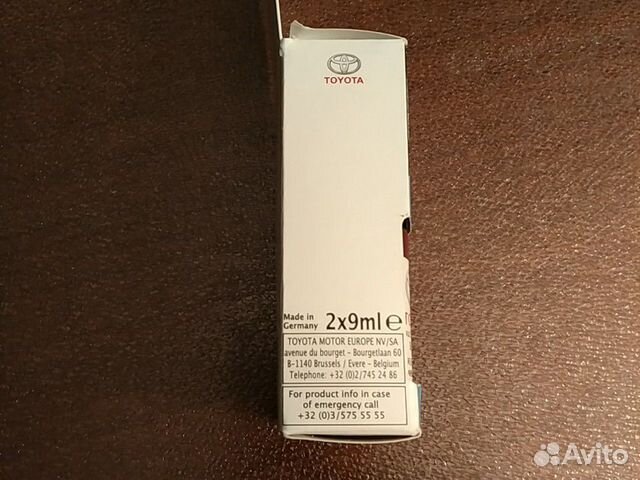 TOYOTA
Made in
Germany 2x9ml e
TOYOTA MOTOR EUROPE NV/SA
avenue du bourget – Bourgetlaan 60
B–1140 Brussels / Evere – Belgium
Telephone: +32 (0)2/745 24 86
For product info in case
of emergency call
+32 (0)3/575 55 55
Avito